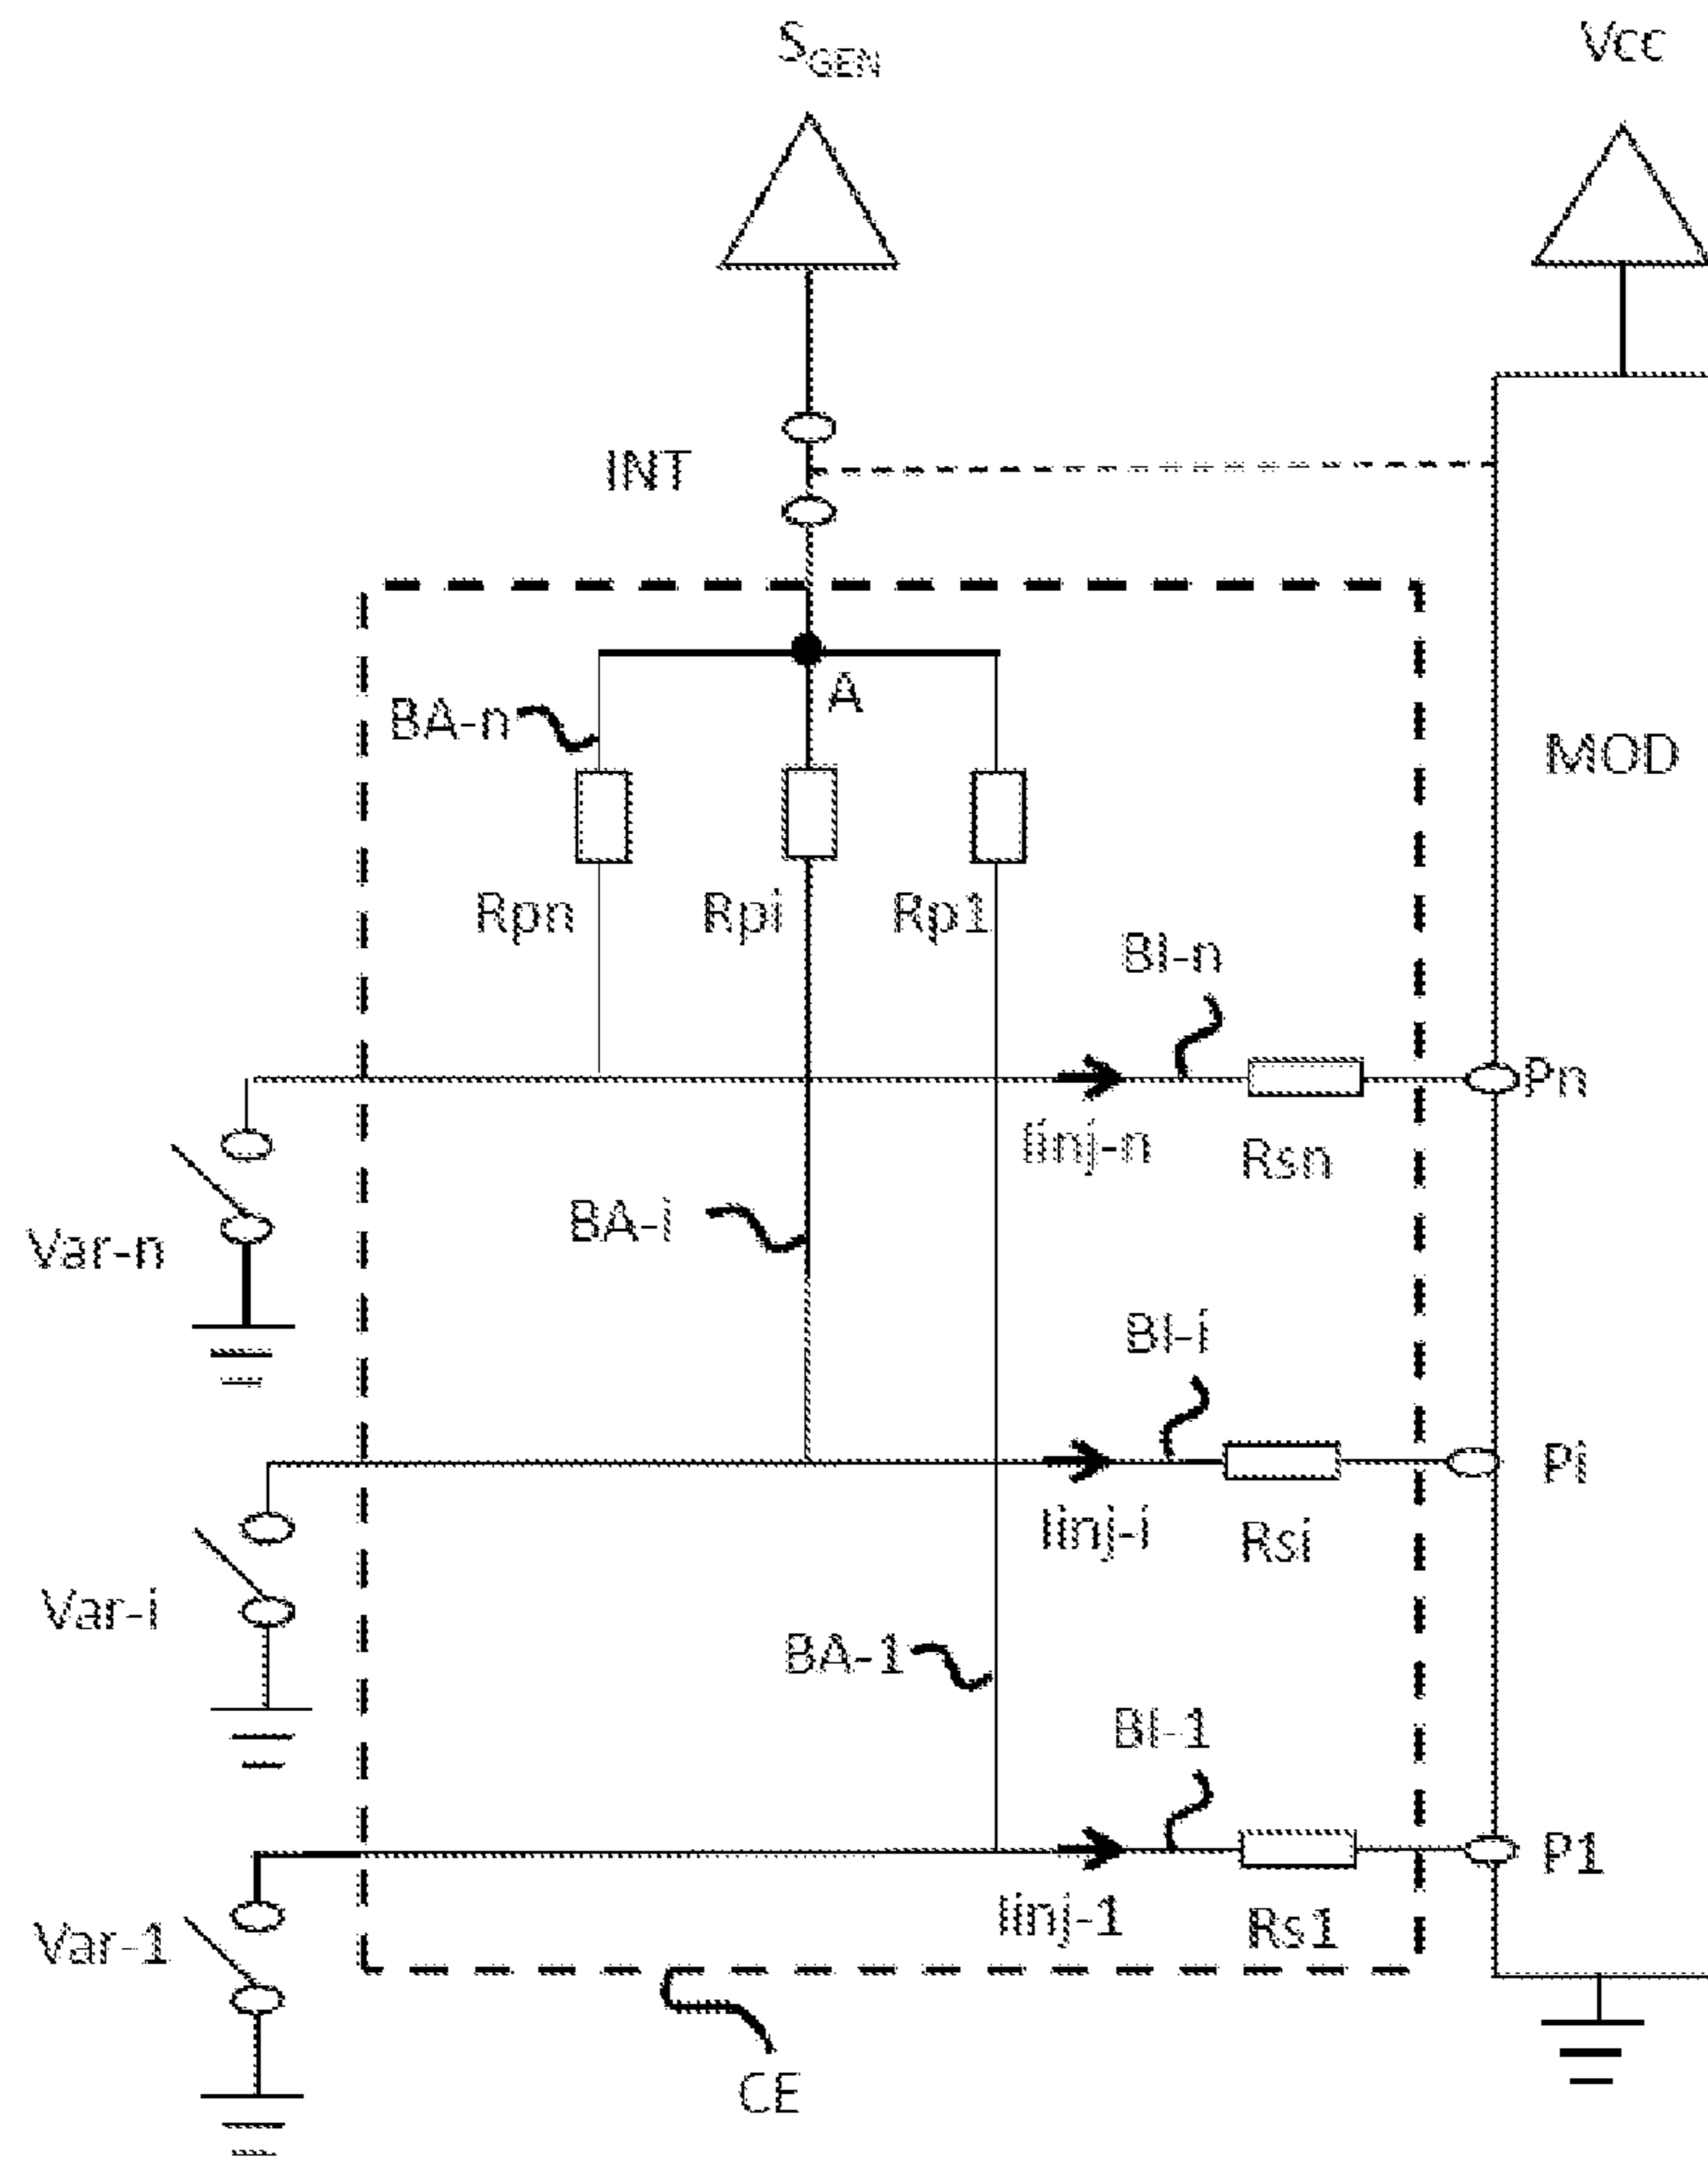 SGEN
Vcc
INT
A
BA-n
MOD
Rpn
Rpi
Rp1
BI-n
Pn
Iinj-n
Rsn
BA-i
Var-n
BI-i
Pi
Iinj-i
Rsi
Var-i
BA-1
BI-1
P1
Iinj-1
Rs1
Var-1
CE